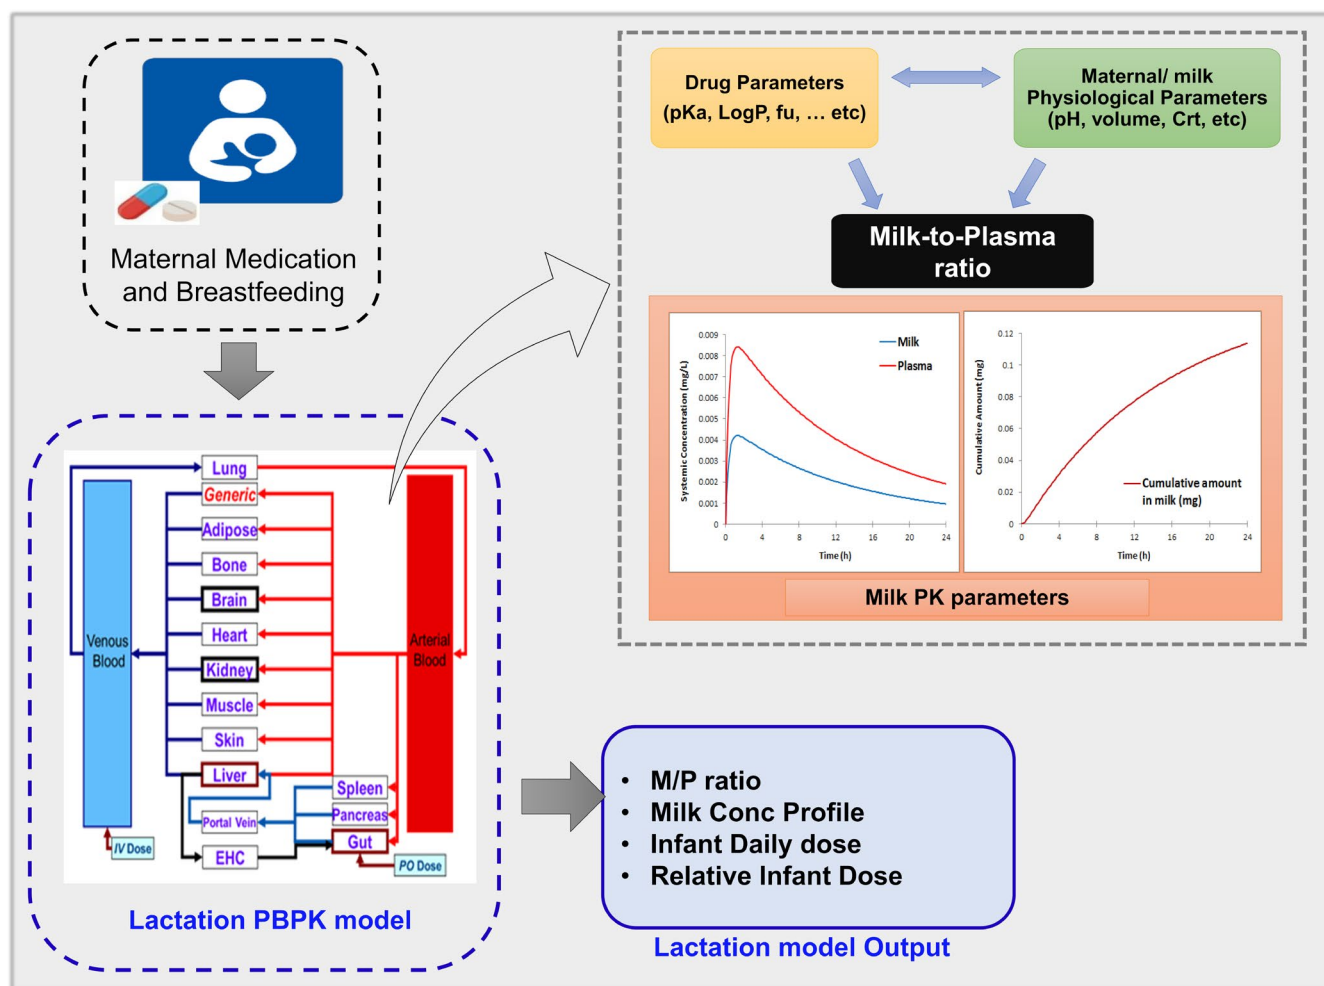 Maternal Medication
and Breastfeeding
Lung
Generic
Adipose
Bone
Brain
Heart
Kidney
Muscle
Skin
Liver
Portal Vein
EHC
Spleen
Pancreas
Gut
Venous
Blood
Arterial
Blood
IV Dose
PO Dose
Lactation PBPK model
Drug Parameters
(pKa, LogP, fu, ... etc)
Maternal/ milk
Physiological Parameters
(pH, volume, Crt, etc)
Milk-to-Plasma
ratio
Systemic Concentration (mg/L)
0.009
0.008
0.007
0.006
0.005
0.004
0.003
0.002
0.001
0
0 4 8 12 16 20 24
Time (h)
Milk
Plasma
Cumulative Amount (mg)
0.12
0.1
0.08
0.06
0.04
0.02
0
0 4 8 12 16 20 24
Time (h)
Cumulative amount
in milk (mg)
Milk PK parameters
• M/P ratio
• Milk Conc Profile
• Infant Daily dose
• Relative Infant Dose
Lactation model Output